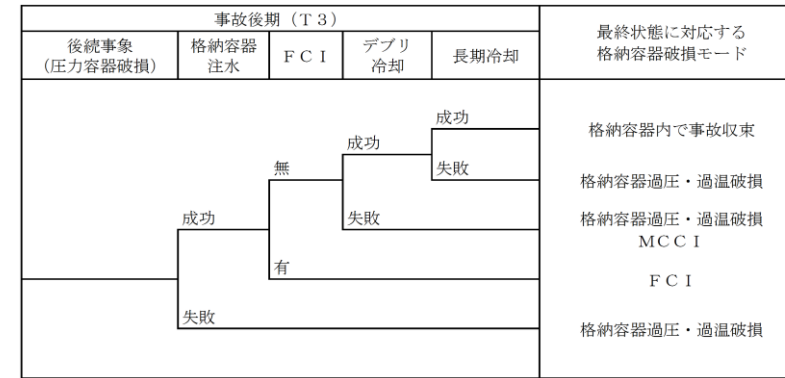 事故後期(T3)
最終状態に対応する
格納容器破損モード
後続事象
(圧力容器破損)
格納容器
注水
FCI
デブリ
冷却
長期冷却
成功
格納容器内で事故収束
成功
無
失敗
格納容器過圧・過温破損
成功
失敗
格納容器過圧・過温破損
MCCI
有
FCI
失敗
格納容器過圧・過温破損